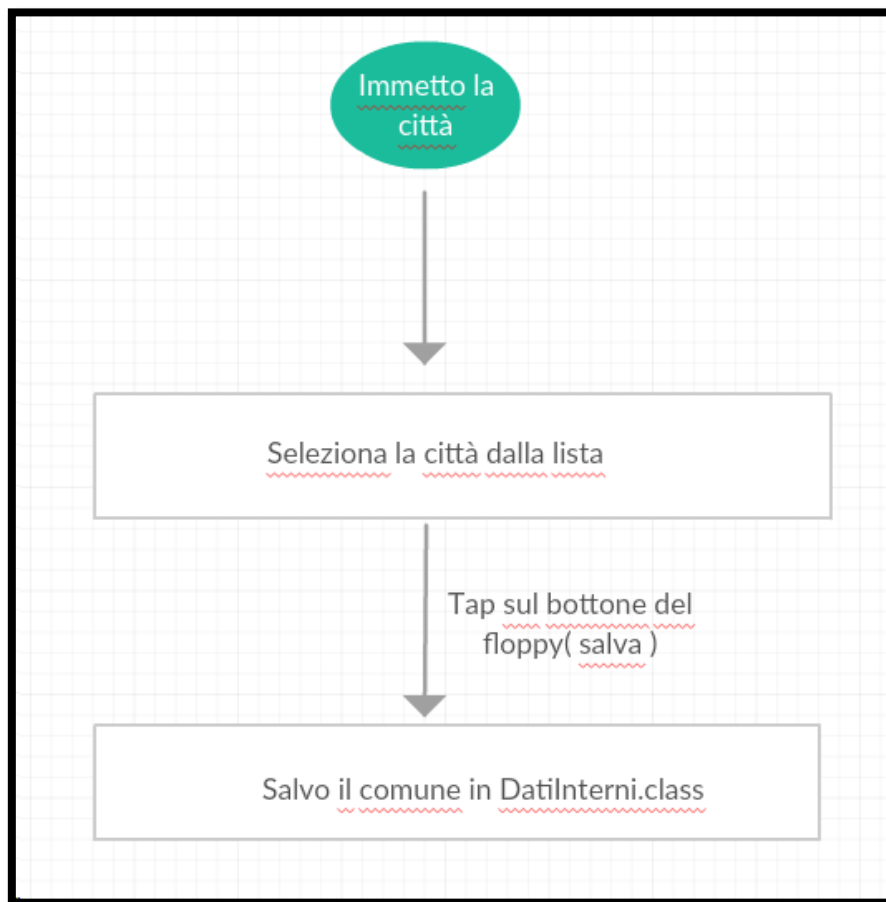 Immetto la
città
Seleziona la città dalla lista
Tap sul bottone del
floppy( salva )
Salvo il comune in DatiInterni.class